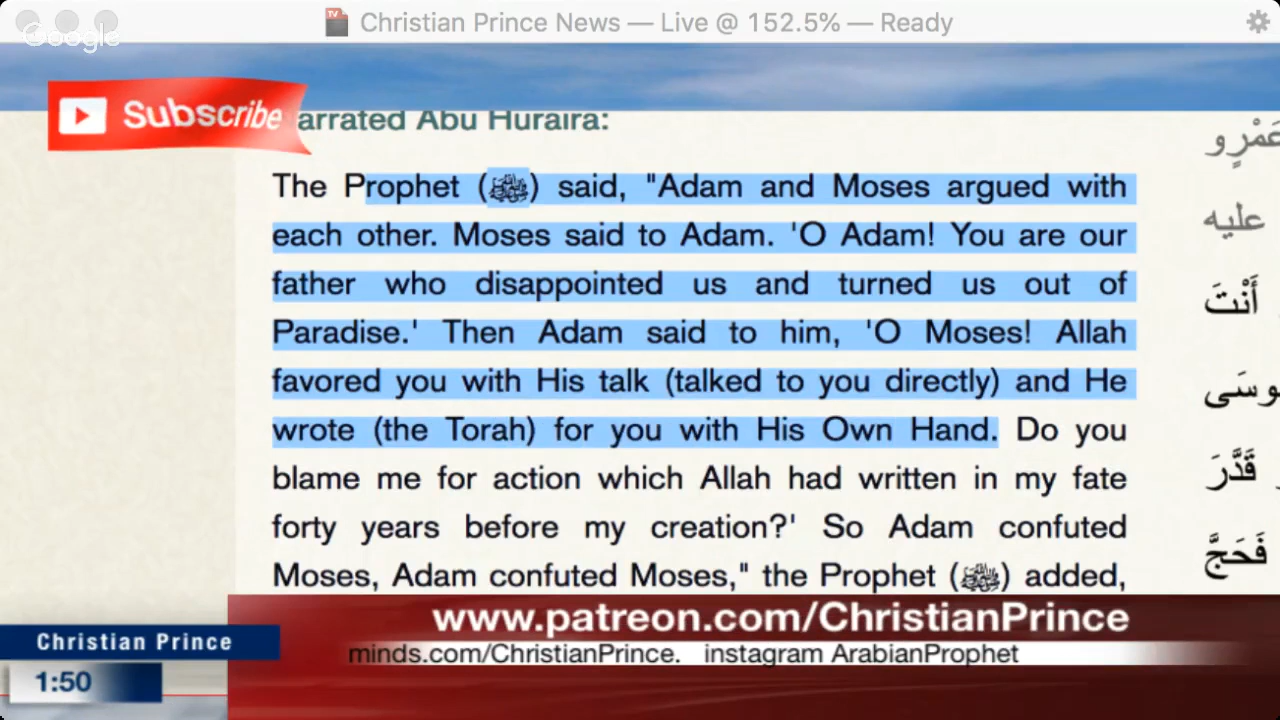 Christian Prince News — Live @ 152.5% — Ready
Google
Subscribe
arrated Abu Huraira:
The Prophet (ﷺ) said, "Adam and Moses argued with
each other. Moses said to Adam. 'O Adam! You are our
father who disappointed us and turned us out of
Paradise.' Then Adam said to him, 'O Moses! Allah
favored you with His talk (talked to you directly) and He
wrote (the Torah) for you with His Own Hand. Do you
blame me for action which Allah had written in my fate
forty years before my creation?' So Adam confuted
Moses, Adam confuted Moses," the Prophet (ﷺ) added,
عَمْرٍو
عليه
أَنْتَ
قَدَّرَ
فَحَجَّ
www.patreon.com/ChristianPrince
Christian Prince
minds.com/ChristianPrince. instagram ArabianProphet
1:50